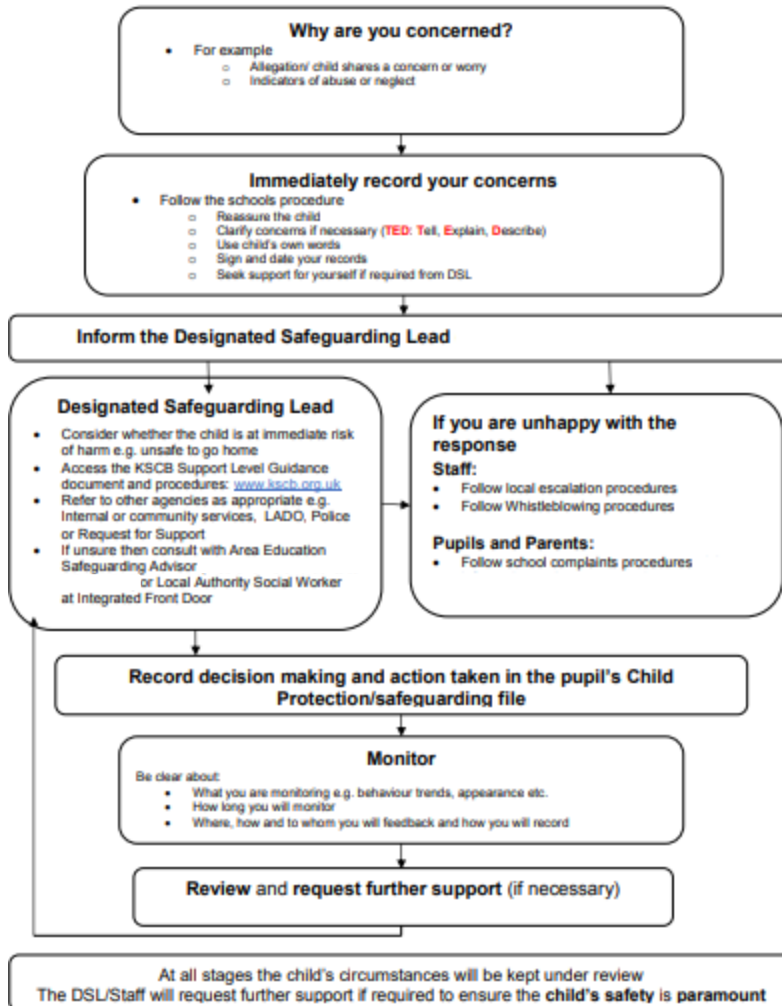 Why are you concerned?
• For example
o Allegation/ child shares a concern or worry
o Indicators of abuse or neglect
Immediately record your concerns
• Follow the schools procedure
o Reassure the child
o Clarify concerns if necessary (TED: Tell, Explain, Describe)
o Use child's own words
o Sign and date your records
o Seek support for yourself if required from DSL
Inform the Designated Safeguarding Lead
Designated Safeguarding Lead
• Consider whether the child is at immediate risk
of harm e.g. unsafe to go home
• Access the KSCB Support Level Guidance
document and procedures: www.kscb.org.uk
• Refer to other agencies as appropriate e.g.
Internal or community services, LADO, Police
or Request for Support
• If unsure then consult with Area Education
Safeguarding Advisor
or Local Authority Social Worker
at Integrated Front Door
If you are unhappy with the
response
Staff:
• Follow local escalation procedures
• Follow Whistleblowing procedures
Pupils and Parents:
• Follow school complaints procedures
Record decision making and action taken in the pupil's Child
Protection/safeguarding file
Monitor
Be clear about:
• What you are monitoring e.g. behaviour trends, appearance etc.
• How long you will monitor
• Where, how and to whom you will feedback and how you will record
Review and request further support (if necessary)
At all stages the child's circumstances will be kept under review
The DSL/Staff will request further support if required to ensure the child's safety is paramount